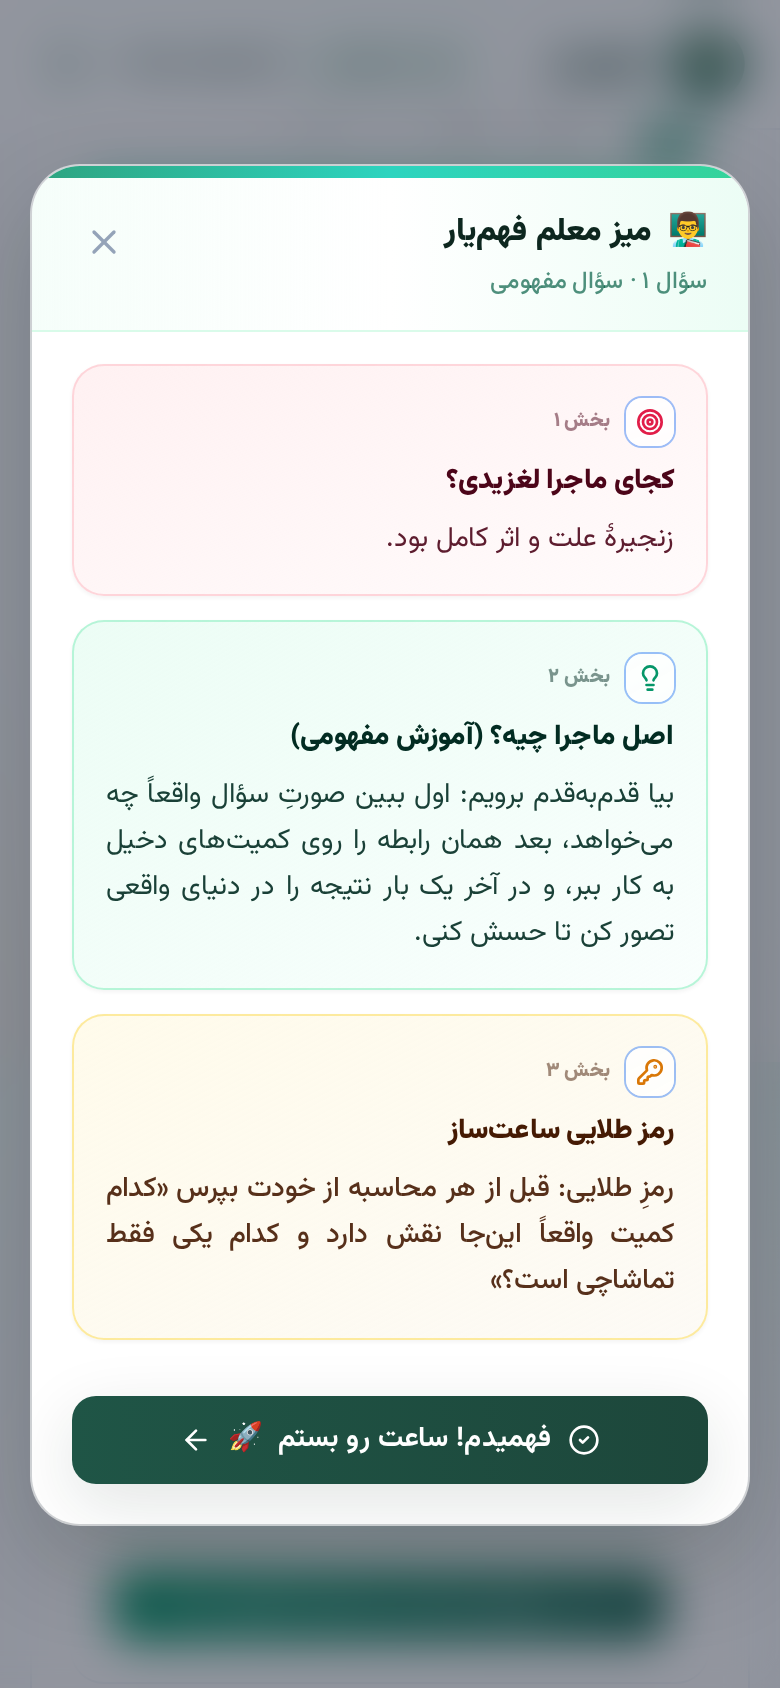 میز معلم فهم‌یار
سؤال ۱ · سؤال مفهومی
بخش ۱
کجای ماجرا لغزیدی؟
زنجیرهٔ علت و اثر کامل بود.
بخش ۲
اصل ماجرا چیه؟ (آموزش مفهومی)
بیا قدم‌به‌قدم برویم: اول ببین صورتِ سؤال واقعاً چه
می‌خواهد، بعد همان رابطه را روی کمیت‌های دخیل
به کار ببر، و در آخر یک بار نتیجه را در دنیای واقعی
تصور کن تا حسش کنی.
بخش ۳
رمز طلایی ساعت‌ساز
رمزِ طلایی: قبل از هر محاسبه از خودت بپرس «کدام
کمیت واقعاً این‌جا نقش دارد و کدام یکی فقط
تماشاچی است؟»
فهمیدم! ساعت رو بستم 🚀